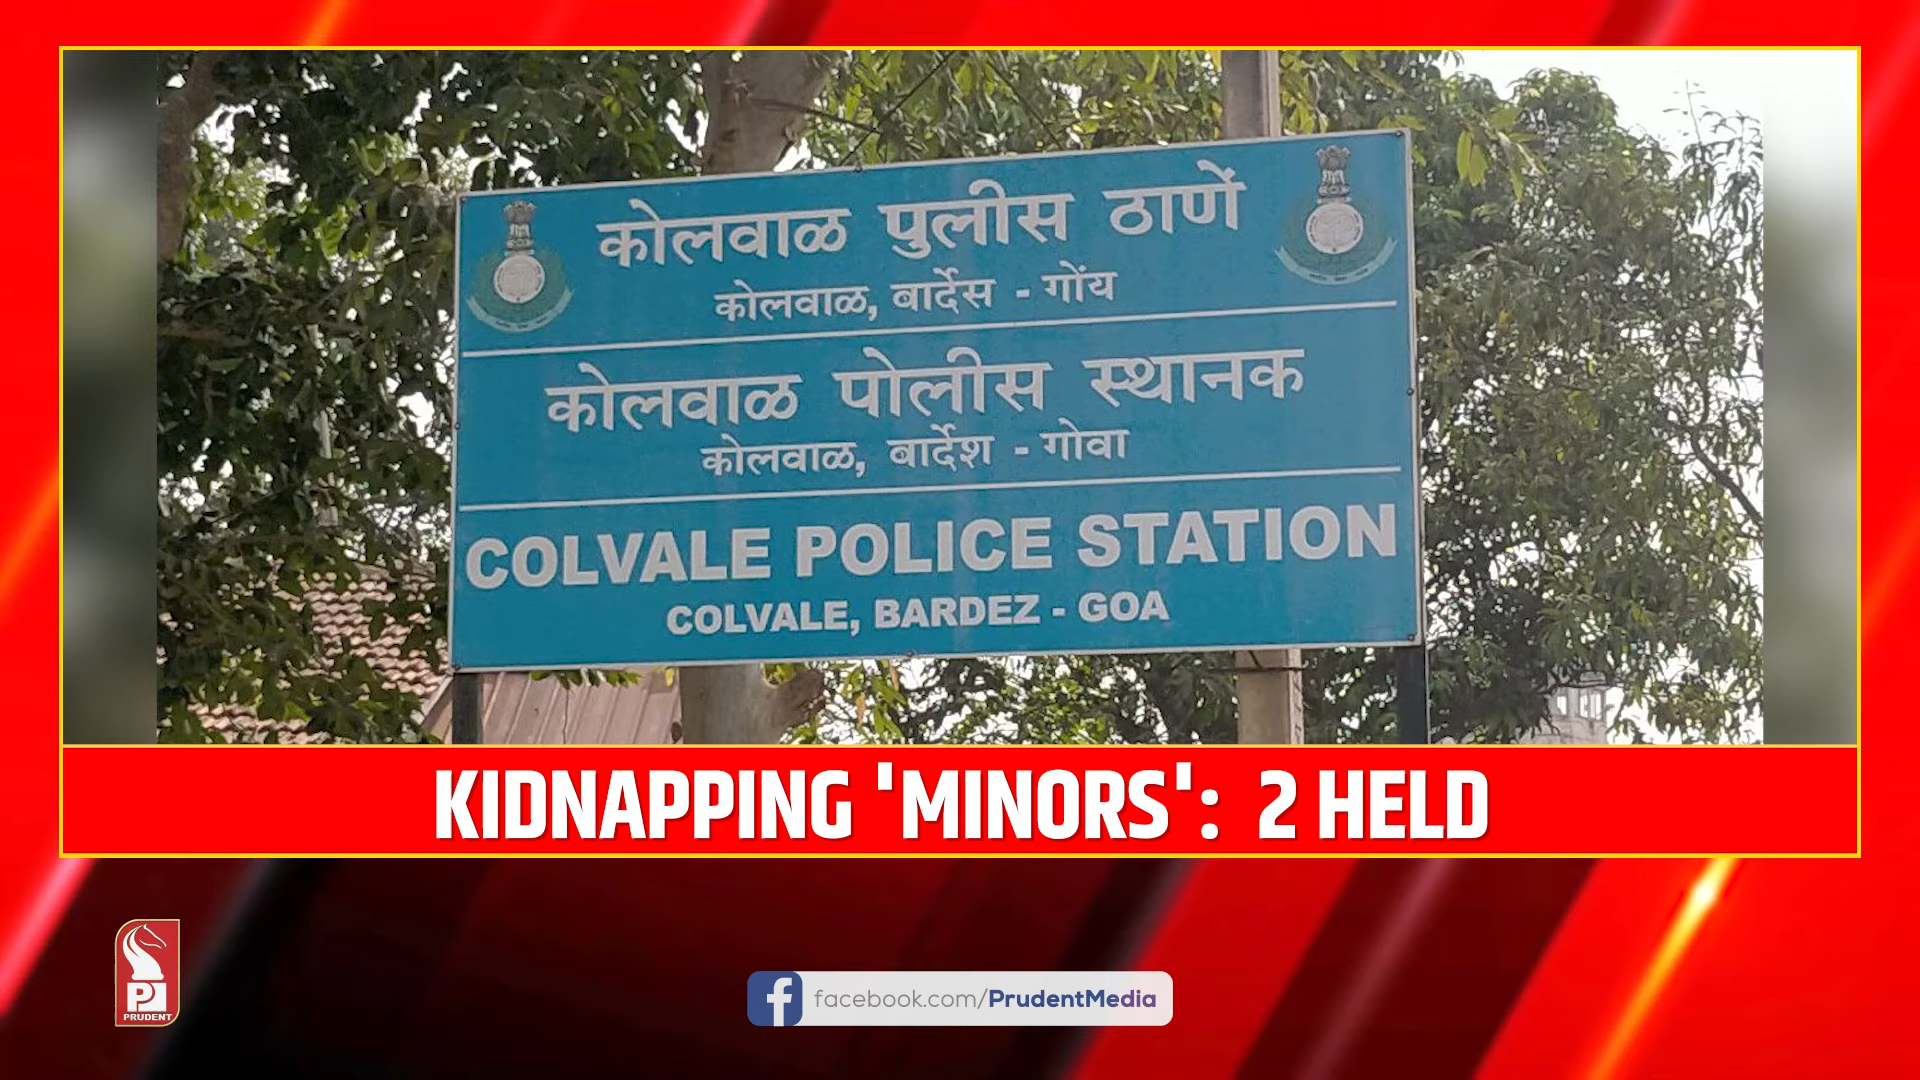 कोलवाळ पुलीस ठाणें
कोलवाळ, बार्देस - गोंय
कोलवाळ पोलीस स्थानक
कोलवाळ, बार्देश - गोवा
COLVALE POLICE STATION
COLVALE, BARDEZ - GOA
KIDNAPPING 'MINORS': 2 HELD
P
PRUDENT
f facebook.com/PrudentMedia